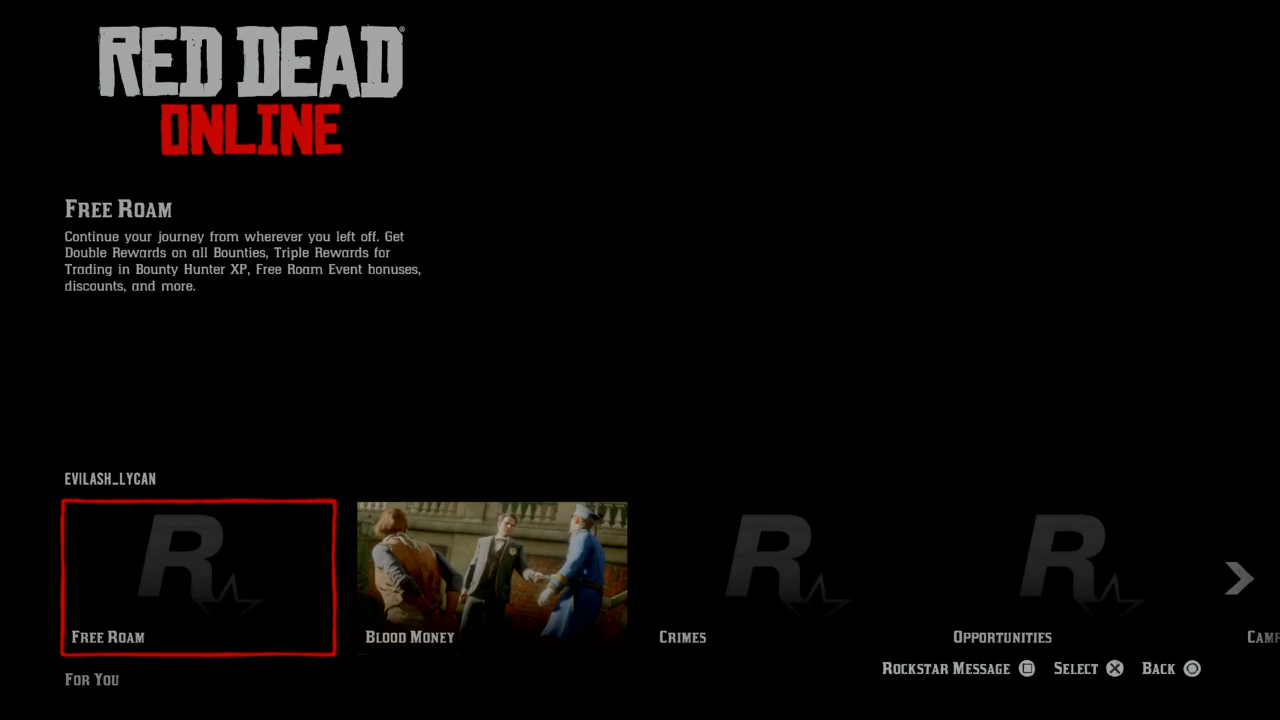 RED DEAD®
ONLINE
FREE ROAM
Continue your journey from wherever you left off. Get
Double Rewards on all Bounties, Triple Rewards for
Trading in Bounty Hunter XP, Free Roam Event bonuses,
discounts, and more.
EVILASH_LYCAN
R R R
FREE ROAM BLOOD MONEY CRIMES OPPORTUNITIES CAMP
ROCKSTAR MESSAGE SELECT BACK
FOR YOU